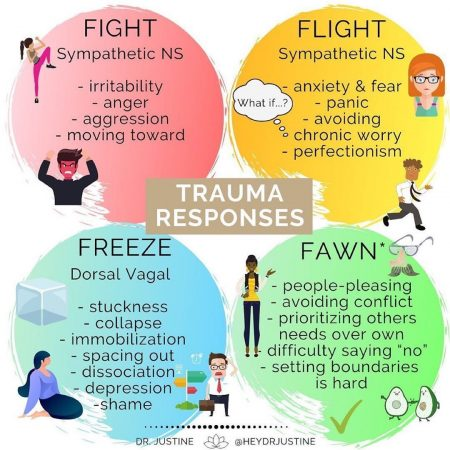 FIGHT
Sympathetic NS
- irritability
- anger
- aggression
- moving toward
FLIGHT
Sympathetic NS
What if...?
- anxiety & fear
- panic
- avoiding
- chronic worry
- perfectionism
TRAUMA
RESPONSES
FREEZE
Dorsal Vagal
- stuckness
- collapse
- immobilization
- spacing out
- dissociation
- depression
-shame
FAWN*
- people-pleasing
- avoiding conflict
- prioritizing others
needs over own
- difficulty saying “no”
- setting boundaries
is hard
DR. JUSTINE
@HEYDRJUSTINE